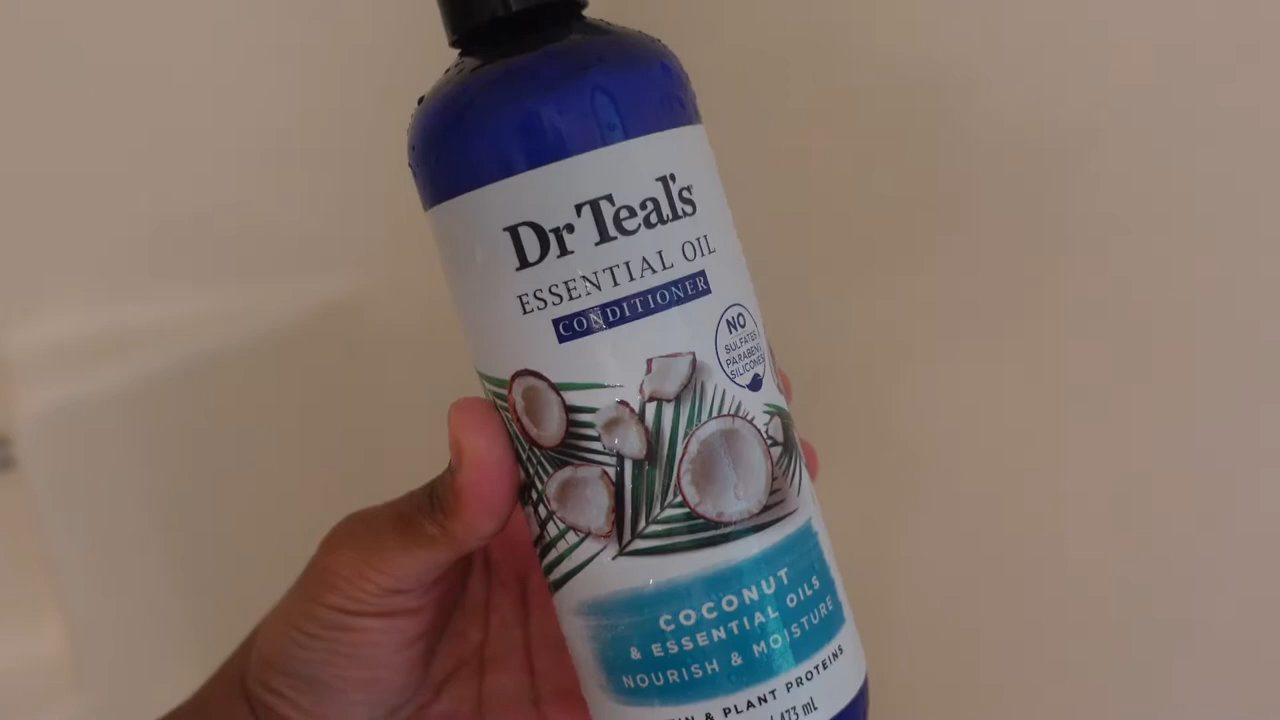 Dr Teal's
ESSENTIAL OIL
CONDITIONER
NO
SULFATES
PARABENS
SILICONES
COCONUT
& ESSENTIAL OILS
NOURISH & MOISTURE
& PLANT PROTEINS
473 mL